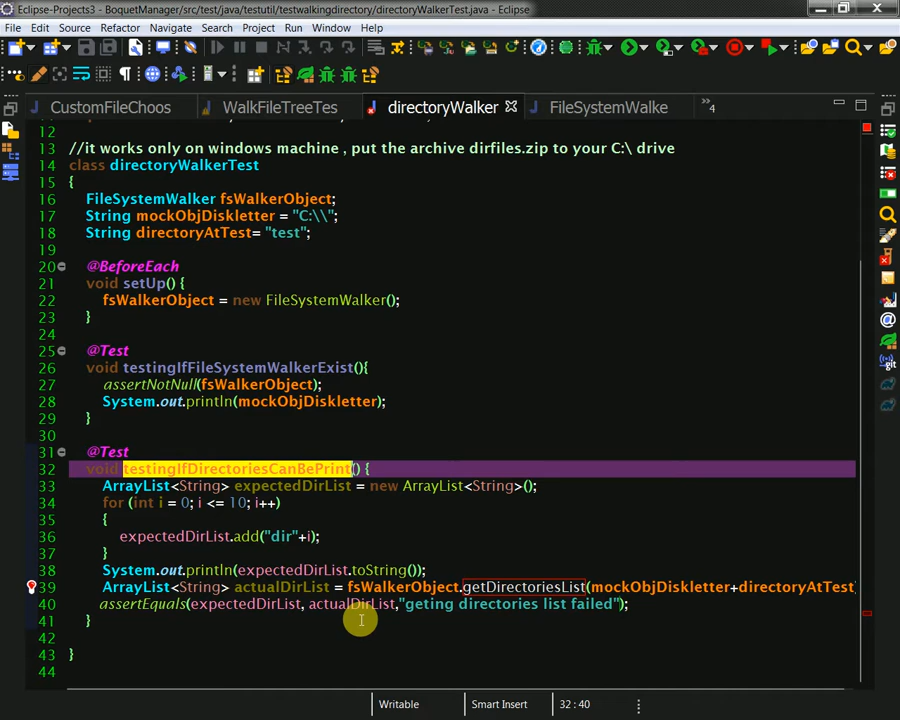 Eclipse-Projects3 - BoquetManager/src/test/java/testutil/testwalkingdirectory/directoryWalkerTest.java - Eclipse
File Edit Source Refactor Navigate Search Project Run Window Help
CustomFileChoos WalkFileTreeTes directoryWalker FileSystemWalke »4
12
13 //it works only on windows machine , put the archive dirfiles.zip to your C:\ drive
14 class directoryWalkerTest
15 {
16 FileSystemWalker fsWalkerObject;
17 String mockObjDiskletter = "C:\\";
18 String directoryAtTest= "test";
19
20 @BeforeEach
21 void setUp() {
22 fsWalkerObject = new FileSystemWalker();
23 }
24
25 @Test
26 void testingIfFileSystemWalkerExist(){
27 assertNotNull(fsWalkerObject);
28 System.out.println(mockObjDiskletter);
29 }
30
31 @Test
32 void testingIfDirectoriesCanBePrint() {
33 ArrayList<String> expectedDirList = new ArrayList<String>();
34 for (int i = 0; i <= 10; i++)
35 {
36 expectedDirList.add("dir"+i);
37 }
38 System.out.println(expectedDirList.toString());
39 ArrayList<String> actualDirList = fsWalkerObject.getDirectoriesList(mockObjDiskletter+directoryAtTest
40 assertEquals(expectedDirList, actualDirList,"geting directories list failed");
41 }
42
43 }
44
Writable Smart Insert 32 : 40